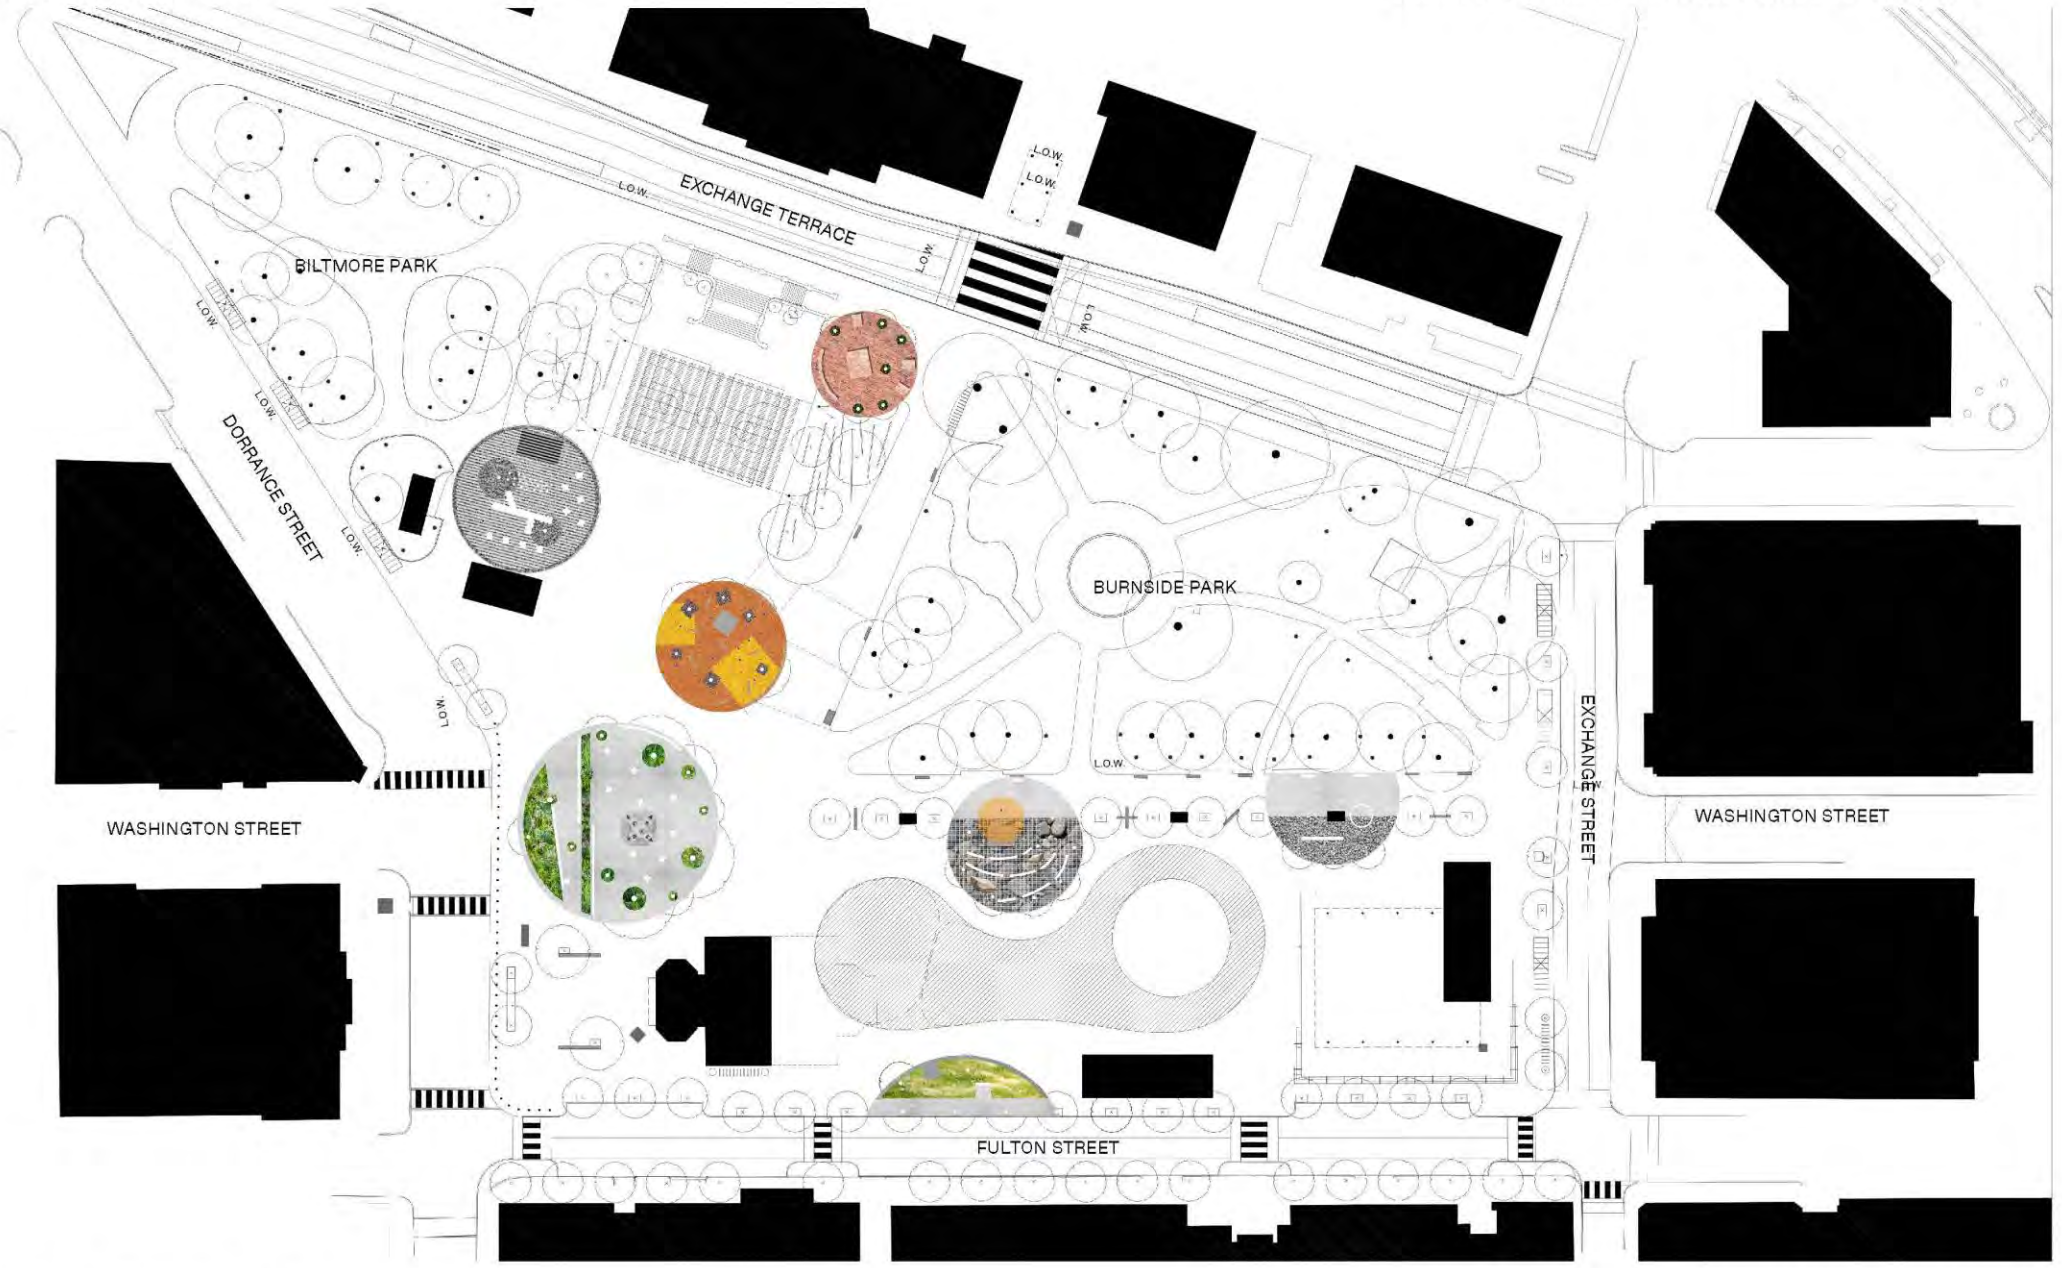 L.O.W.
L.O.W.
L.O.W.
EXCHANGE TERRACE
L.O.W.
BILTMORE PARK
L.O.W.
L.O.W.
L.O.W.
DORRANCE STREET
L.O.W.
BURNSIDE PARK
L.O.W.
L.O.W.
EXCHANGE STREET
WASHINGTON STREET
WASHINGTON STREET
FULTON STREET